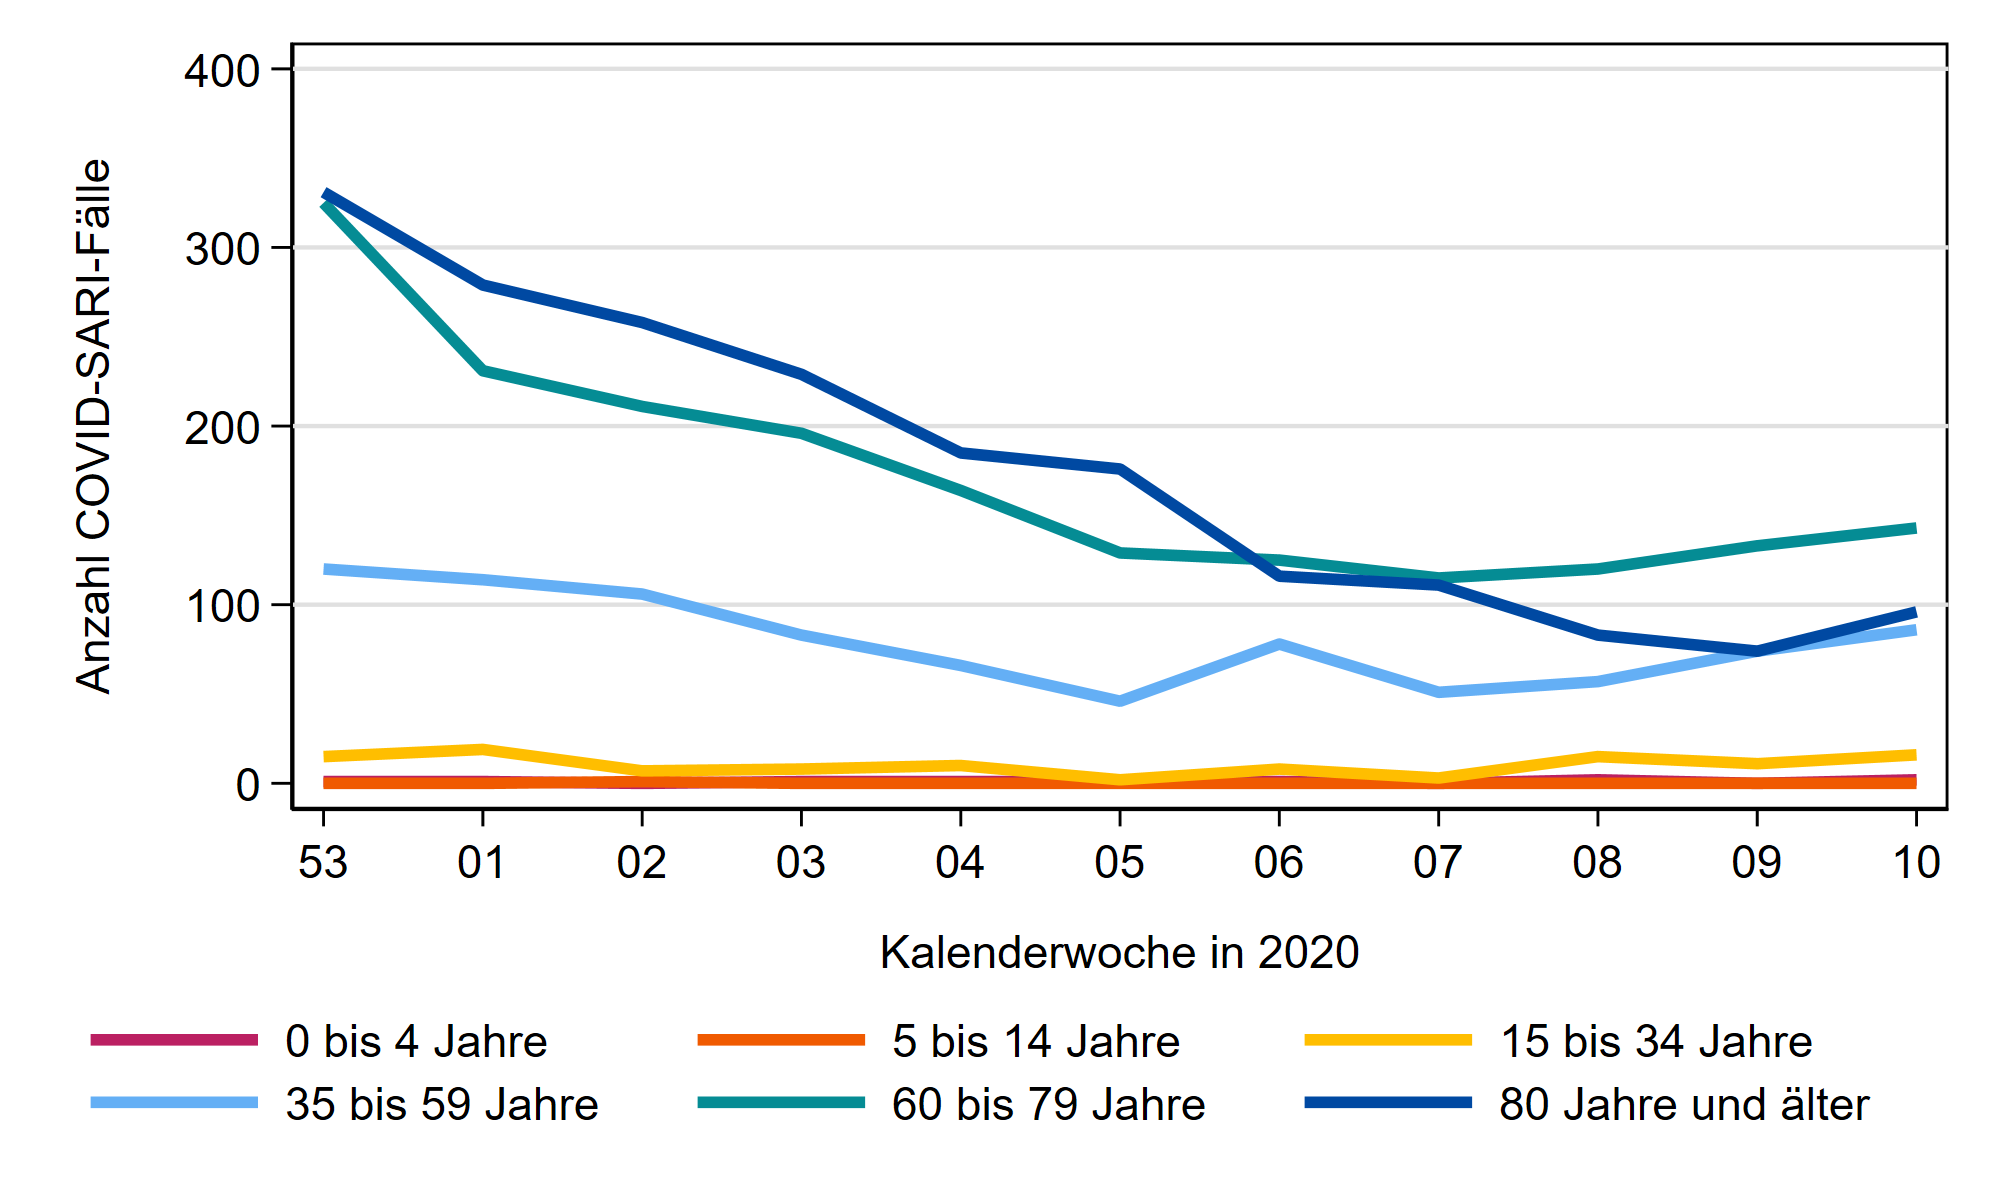 Anzahl COVID-SARI-Fälle
400
300
200
100
0
53 01 02 03 04 05 06 07 08 09 10
Kalenderwoche in 2020
0 bis 4 Jahre 5 bis 14 Jahre 15 bis 34 Jahre
35 bis 59 Jahre 60 bis 79 Jahre 80 Jahre und älter